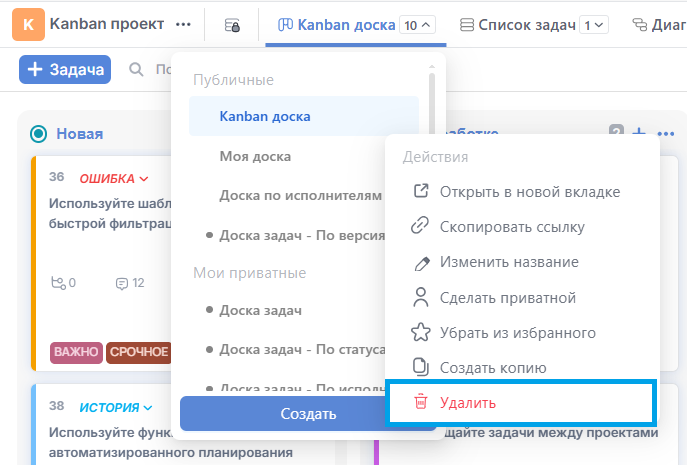 K Kanban проект ••• Kanban доска 10 Список задач 1 Диаг
+ Задача По
Публичные
Kanban доска
Моя доска
Доска по исполнителям
Доска задач - По версия
Мои приватные
Доска задач
Доска задач - По статуса
Доска задач - По исполн
Создать
Действия
Открыть в новой вкладке
Скопировать ссылку
Изменить название
Сделать приватной
Убрать из избранного
Создать копию
Удалить
Новая
36 ОШИБКА
Используйте шабл
быстрой фильтрац
0 12
ВАЖНО СРОЧНОЕ
38 ИСТОРИЯ
Используйте функ
автоматизированного планирования
аботке 2 + •••
щайте задачи между проектами